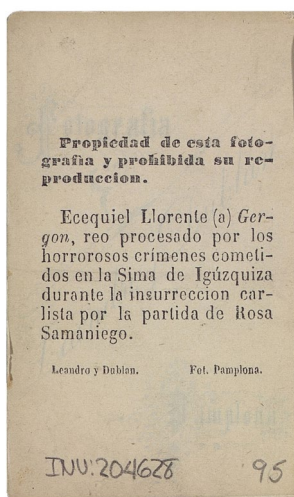 Propiedad de esta foto-
grafia y prohibida su re-
produccion.
Ecequiel Llorente (a) Ger-
gon, reo procesado por los
horrorosos crímenes cometi-
dos en la Sima de Igúzquiza
durante la insurreccion car-
lista por la partida de Rosa
Samaniego.
Leandro y Dublan. Fot. Pamplona.
INV: 204628 95